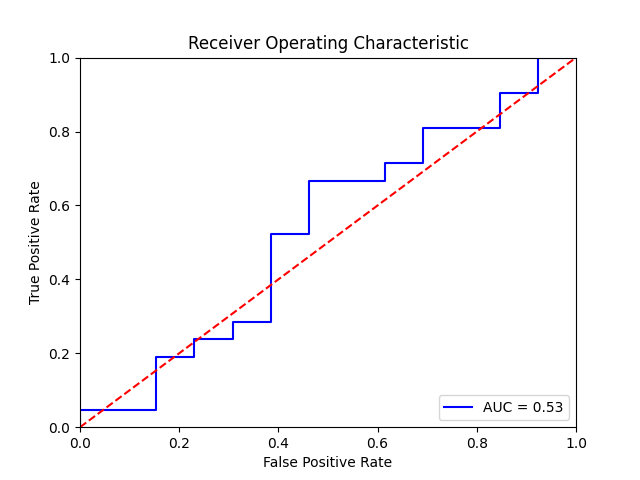 Receiver Operating Characteristic
True Positive Rate
1.0
0.8
0.6
0.4
0.2
0.0
AUC = 0.53
0.0 0.2 0.4 0.6 0.8 1.0
False Positive Rate